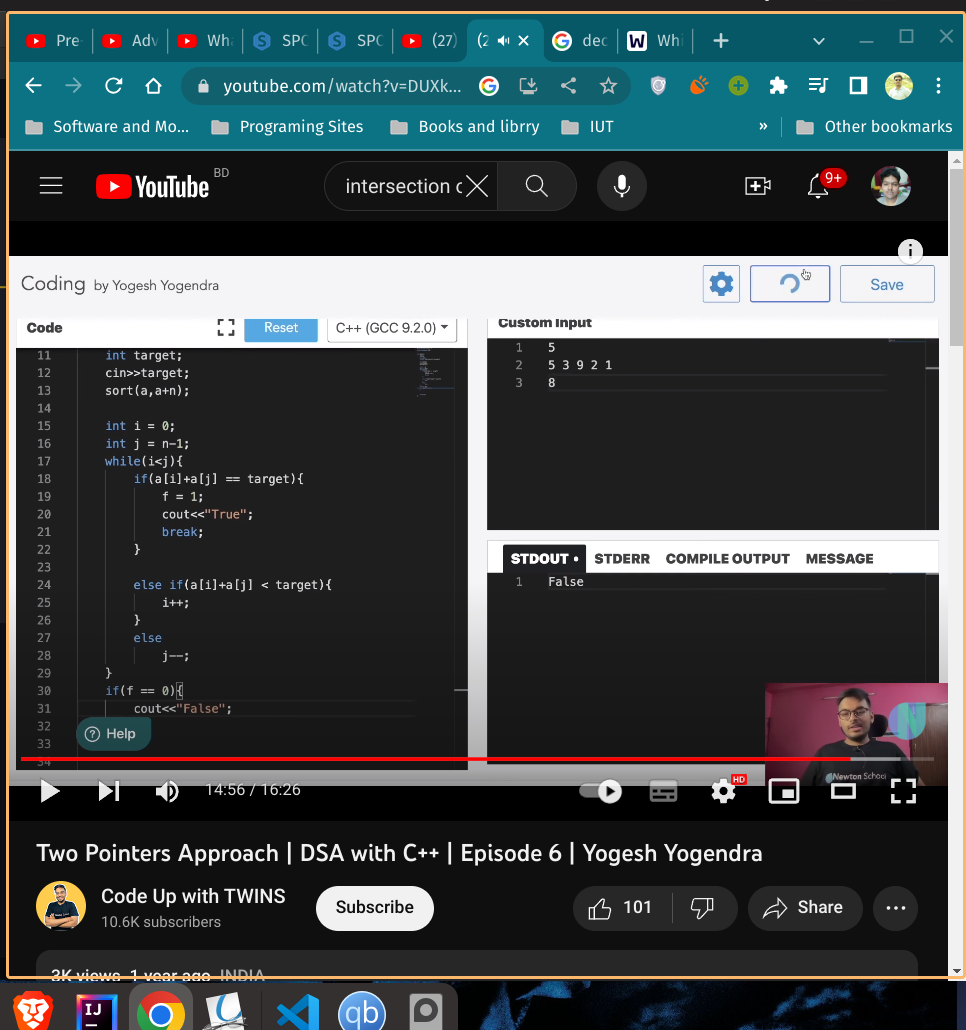 Pre
Adv
Wha
SPC
SPC
(27)
(2
dec
Whi
youtube.com/watch?v=DUXk...
Software and Mo...
Programing Sites
Books and librry
IUT
»
Other bookmarks
YouTube BD
intersection c
9+
Coding by Yogesh Yogendra
Save
Code
Reset
C++ (GCC 9.2.0)
Custom Input
11 int target;
12 cin>>target;
13 sort(a,a+n);
14
15 int i = 0;
16 int j = n-1;
17 while(i<j){
18 if(a[i]+a[j] == target){
19 f = 1;
20 cout<<"True";
21 break;
22 }
23
24 else if(a[i]+a[j] < target){
25 i++;
26 }
27 else
28 j--;
29 }
30 if(f == 0){
31 cout<<"False";
32
33
34
Help
1 5
2 5 3 9 2 1
3 8
STDOUT • STDERR COMPILE OUTPUT MESSAGE
1 False
Newton School
14:56 / 16:26
HD
Two Pointers Approach | DSA with C++ | Episode 6 | Yogesh Yogendra
Code Up with TWINS
10.6K subscribers
Subscribe
101
Share
3K views 1 year ago INDIA
IJ
qb